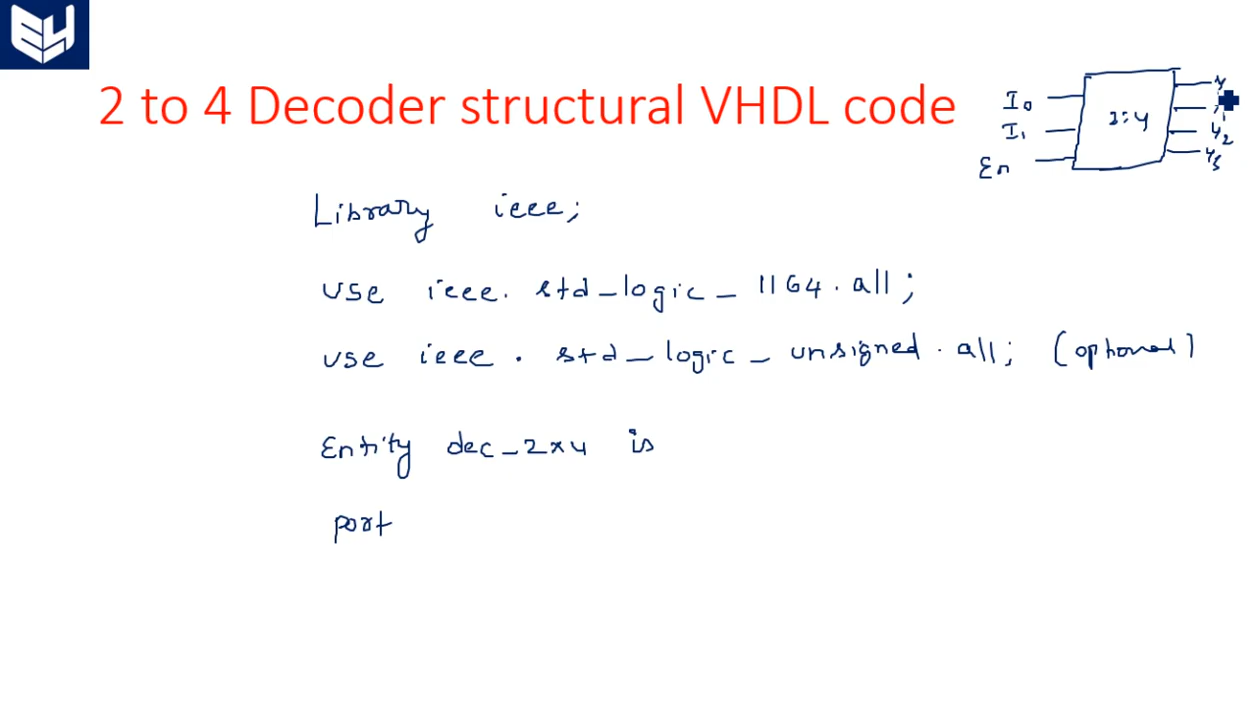 2 to 4 Decoder structural VHDL code
I0
I1
En
2:4
y2
y3
Library ieee;
use ieee. std_logic_1164.all;
use ieee. std_logic_unsigned.all; (optional)
Entity dec_2x4 is
port